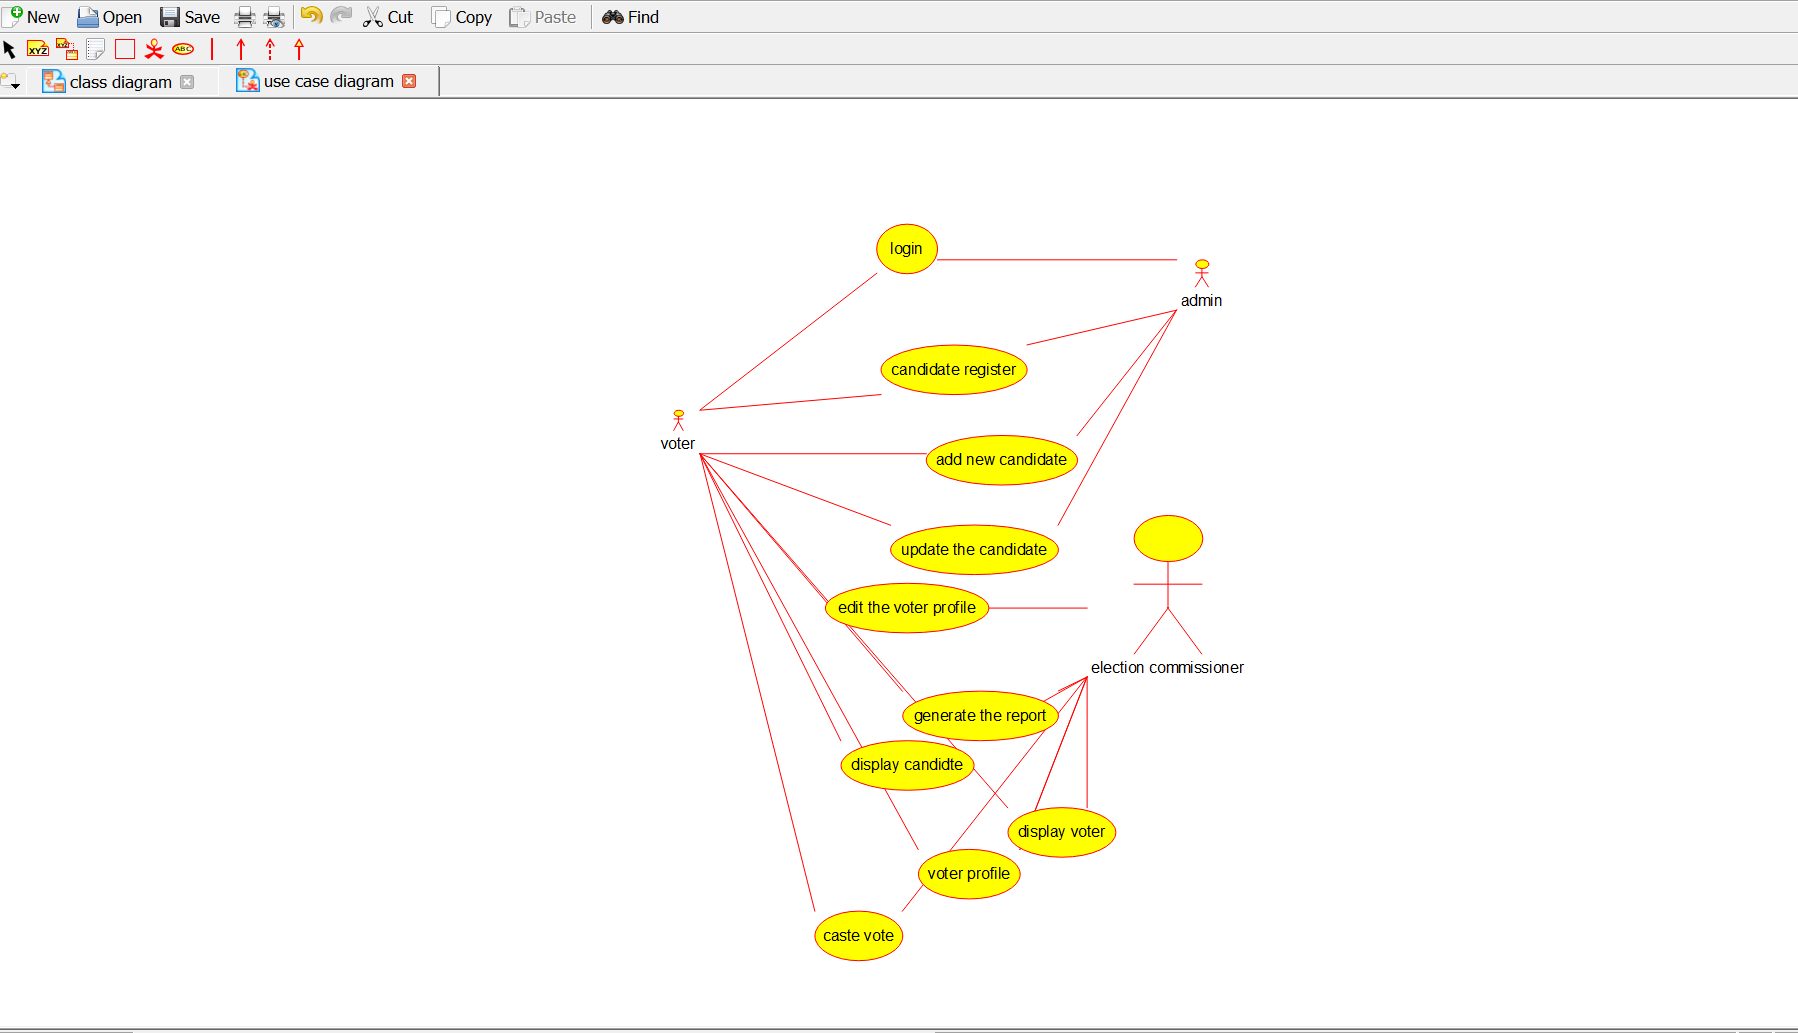 New Open Save Cut Copy Paste Find
XYZ XYZ ABC
class diagram use case diagram
login
admin
candidate register
voter
add new candidate
update the candidate
edit the voter profile
election commissioner
generate the report
display candidte
display voter
voter profile
caste vote